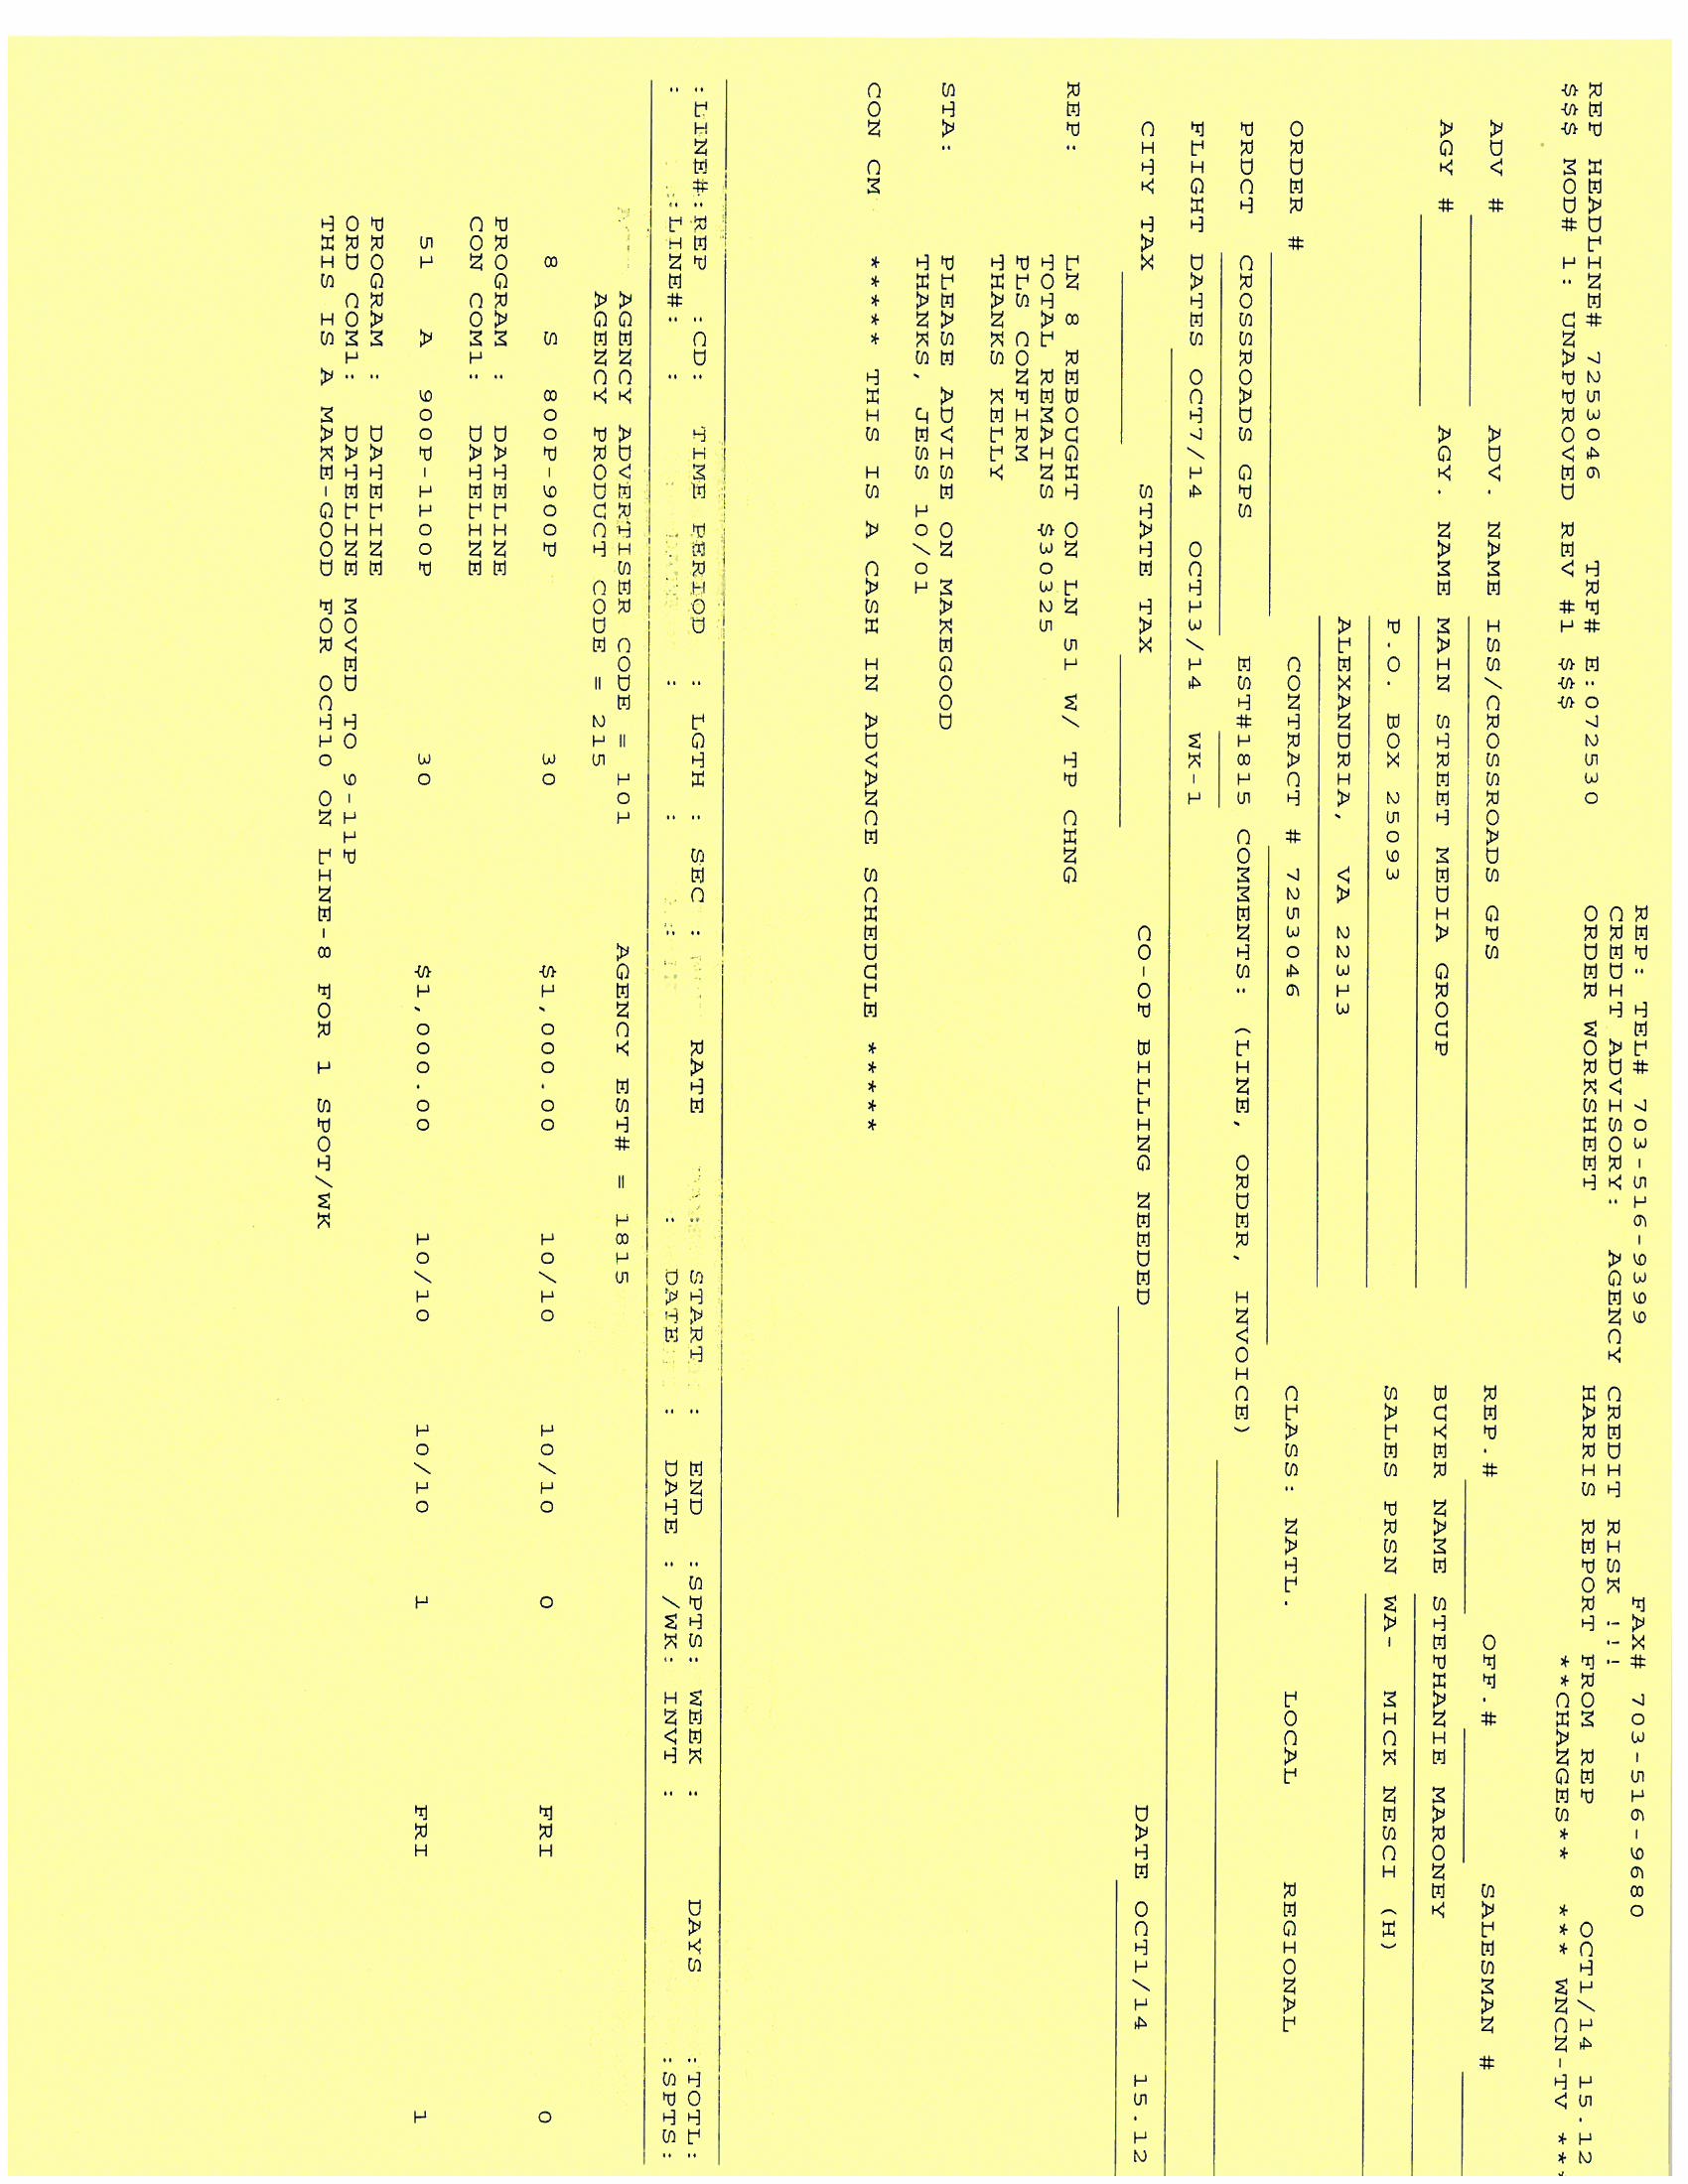 REP: TEL# 703-516-9399 FAX# 703-516-9680
CREDIT ADVISORY: AGENCY CREDIT RISK !!!
REP HEADLINE# 7253046 TRF# E:072530 ORDER WORKSHEET HARRIS REPORT FROM REP OCT1/14 15.12
$$$ MOD# 1: UNAPPROVED REV #1 $$$ **CHANGES** *** WNCN-TV ***
ADV # ADV. NAME ISS/CROSSROADS GPS REP.# OFF.# SALESMAN #
AGY # AGY. NAME MAIN STREET MEDIA GROUP BUYER NAME STEPHANIE MARONEY
P.O. BOX 25093 SALES PRSN WA- MICK NESCI (H)
ALEXANDRIA, VA 22313
ORDER # CONTRACT # 7253046 CLASS: NATL. LOCAL REGIONAL
PRDCT CROSSROADS GPS EST#1815 COMMENTS: (LINE, ORDER, INVOICE)
FLIGHT DATES OCT7/14 OCT13/14 WK-1
CITY TAX STATE TAX CO-OP BILLING NEEDED DATE OCT1/14 15.12
REP: LN 8 REBOUGHT ON LN 51 W/ TP CHNG
TOTAL REMAINS $30325
PLS CONFIRM
THANKS KELLY
STA: PLEASE ADVISE ON MAKEGOOD
THANKS, JESS 10/01
CON CM ***** THIS IS A CASH IN ADVANCE SCHEDULE *****
:LINE#:REP :CD: TIME PERIOD : LGTH : SEC : RATE : START : END :SPTS: WEEK : DAYS :TOTL:
: :LINE#: : : : : : DATE : DATE : /WK: INVT : :SPTS:
AGENCY ADVERTISER CODE = 101 AGENCY EST# = 1815
AGENCY PRODUCT CODE = 215
8 S 800P-900P 30 $1,000.00 10/10 10/10 0 FRI 0
PROGRAM : DATELINE
CON COM1: DATELINE
51 A 900P-1100P 30 $1,000.00 10/10 10/10 1 FRI 1
PROGRAM : DATELINE
ORD COM1: DATELINE MOVED TO 9-11P
THIS IS A MAKE-GOOD FOR OCT10 ON LINE-8 FOR 1 SPOT/WK